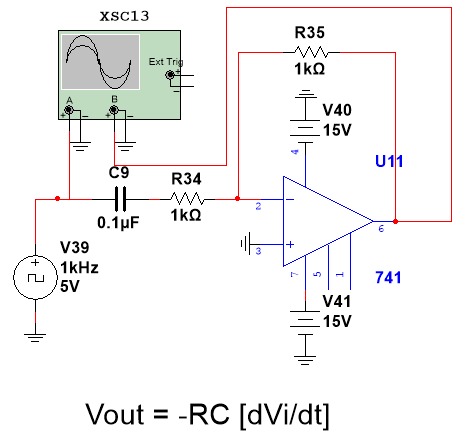 XSC13
Ext Trig
+
−
A
B
+ −
+ −
R35
1kΩ
V40
15V
4
U11
C9
0.1µF
R34
1kΩ
2
−
6
3
+
V39
1kHz
5V
+
7
5
1
741
V41
15V
Vout = -RC [dVi/dt]